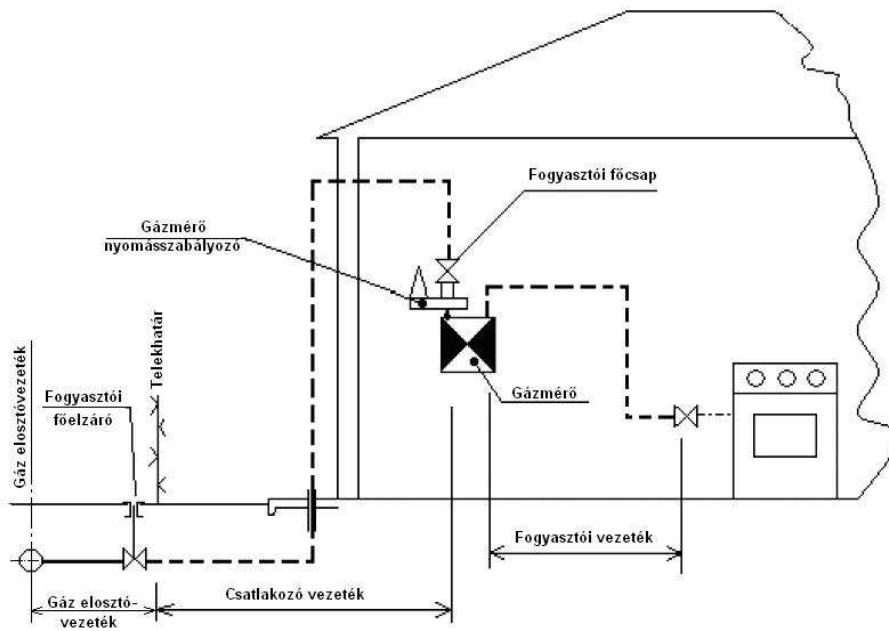 Fogyasztói főcsap
Gázmérő
nyomásszabályozó
Gáz elosztóvezeték
Fogyasztói
főelzáró
Telekhatár
Gázmérő
Fogyasztói vezeték
Csatlakozó vezeték
Gáz elosztó-
vezeték